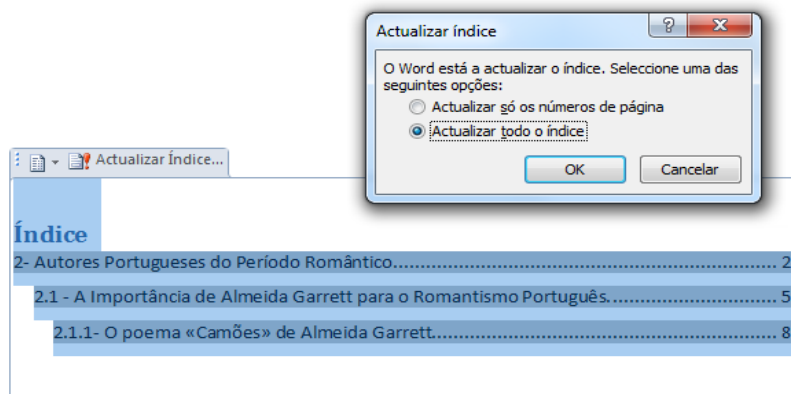 Actualizar índice
O Word está a actualizar o índice. Seleccione uma das
seguintes opções:
Actualizar só os números de página
Actualizar todo o índice
OK Cancelar
Actualizar Índice...
Índice
2- Autores Portugueses do Período Romântico.......................................................................... 2
2.1 - A Importância de Almeida Garrett para o Romantismo Português............................... 5
2.1.1- O poema «Camões» de Almeida Garrett............................................................... 8